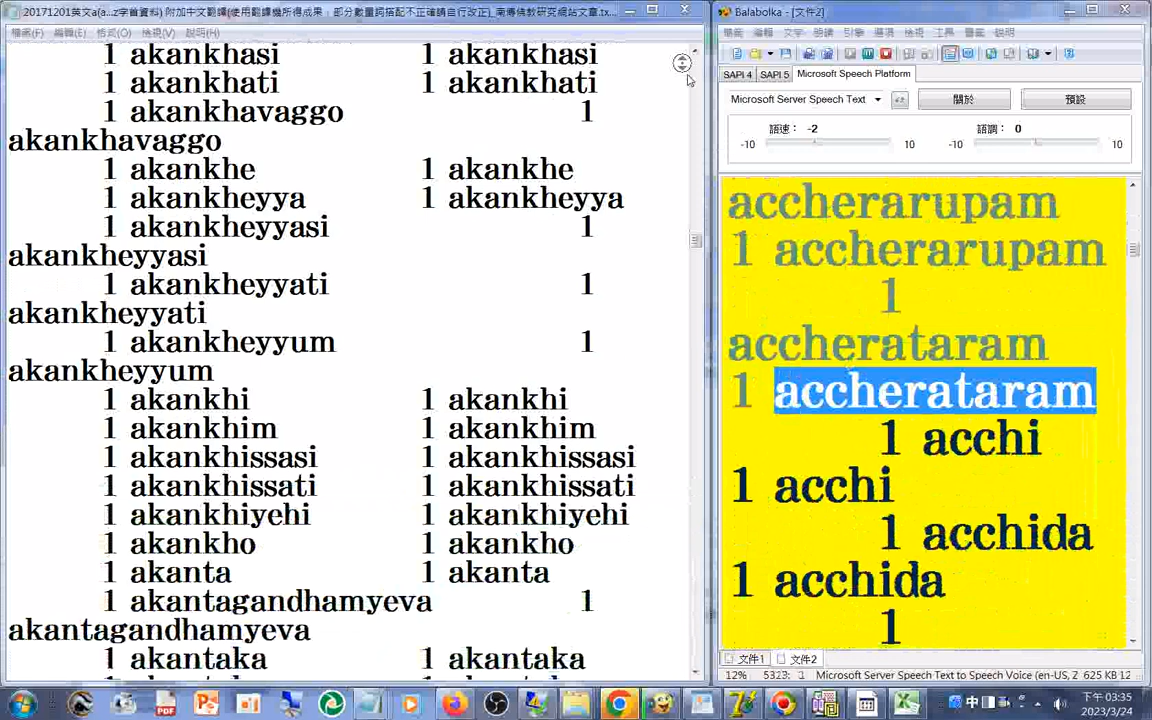 20171201英文a(a...z字首資料) 附加中文翻譯(使用翻譯機所得成果，部分數量詞搭配不正確請自行改正)_南傳佛教研究網站文章.tx...
檔案(F) 編輯(E) 格式(O) 檢視(V) 說明(H)
1 akankhasi 1 akankhasi
1 akankhati 1 akankhati
1 akankhavaggo 1
akankhavaggo
1 akankhe 1 akankhe
1 akankheyya 1 akankheyya
1 akankheyyasi 1
akankheyyasi
1 akankheyyati 1
akankheyyati
1 akankheyyum 1
akankheyyum
1 akankhi 1 akankhi
1 akankhim 1 akankhim
1 akankhissasi 1 akankhissasi
1 akankhissati 1 akankhissati
1 akankhiyehi 1 akankhiyehi
1 akankho 1 akankho
1 akanta 1 akanta
1 akantagandhamyeva 1
akantagandhamyeva
1 akantaka 1 akantaka
Balabolka - [文件2]
檔案 編輯 文字 朗讀 引擎 選項 檢視 工具 書籤 視窗 說明
SAPI 4 SAPI 5 Microsoft Speech Platform
Microsoft Server Speech Text 關於 預設
語速： -2 語調： 0
-10 10 -10 10
accherarupam
1 accherarupam
1
accherataram
1 accherataram
1 acchi
1 acchi
1 acchida
1 acchida
1
文件1 文件2
12% 5323: 1 Microsoft Server Speech Text to Speech Voice (en-US, Z 625 KB 12
中
下午 03:35
2023/3/24